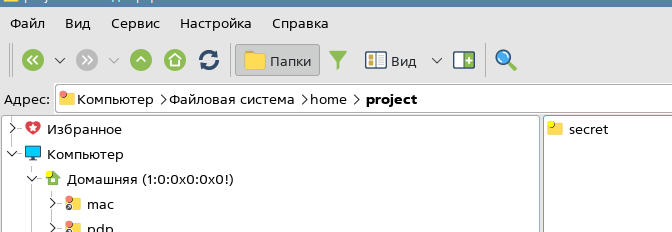 Файл Вид Сервис Настройка Справка
Папки Вид
Адрес: Компьютер Файловая система home project
Избранное
secret
Компьютер
Домашняя (1:0:0x0:0x0!)
mac
pdp